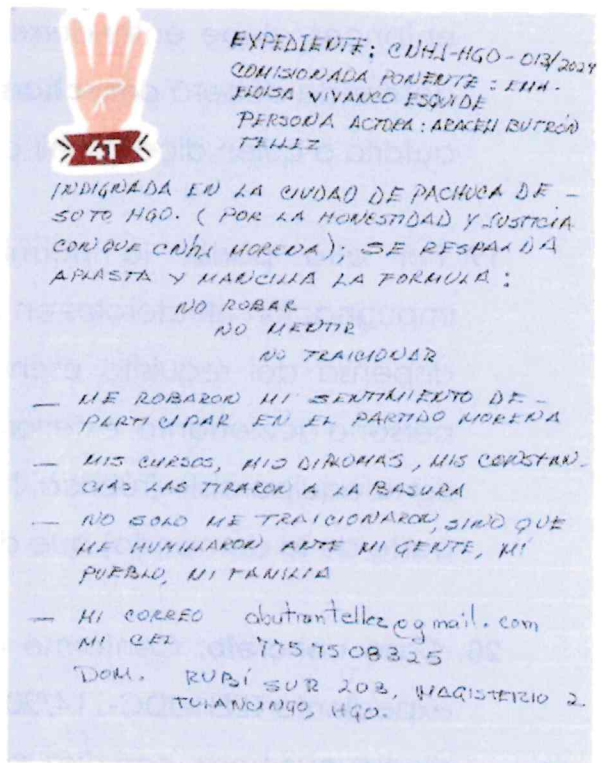 4T
EXPEDIENTE: CNHJ-HGO-013/2024
COMISIONADA PONENTE: EMA-
ELOISA VIVANCO ESQUIDE
PERSONA ACTORA: ARACELI BUTRÓN
TELLEZ
INDIGNADA EN LA CIUDAD DE PACHUCA DE -
SOTO HGO. (POR LA HONESTIDAD Y JUSTICIA
CON QUE CNHJ MORENA). SE RESPALDA
APLASTA Y MANCILLA LA FORMULA:
NO ROBAR
NO MENTIR
NO TRAICIONAR
— ME ROBARON MI SENTIMIENTO DE -
PARTICIPAR EN EL PARTIDO MORENA
— MIS CURSOS, MIS DIPLOMAS, MIS CONSTAN-
CIAS LAS TIRARON A LA BASURA
— NO SOLO ME TRAICIONARON, SINO QUE
ME HUMILLARON ANTE MI GENTE, MI
PUEBLO, MI FAMILIA
— MI CORREO abutrontellez@gmail.com
MI CEL 7757508325
DOM. RUBÍ SUR 203, MAGISTERIO 2.
TULANCINGO, HGO.